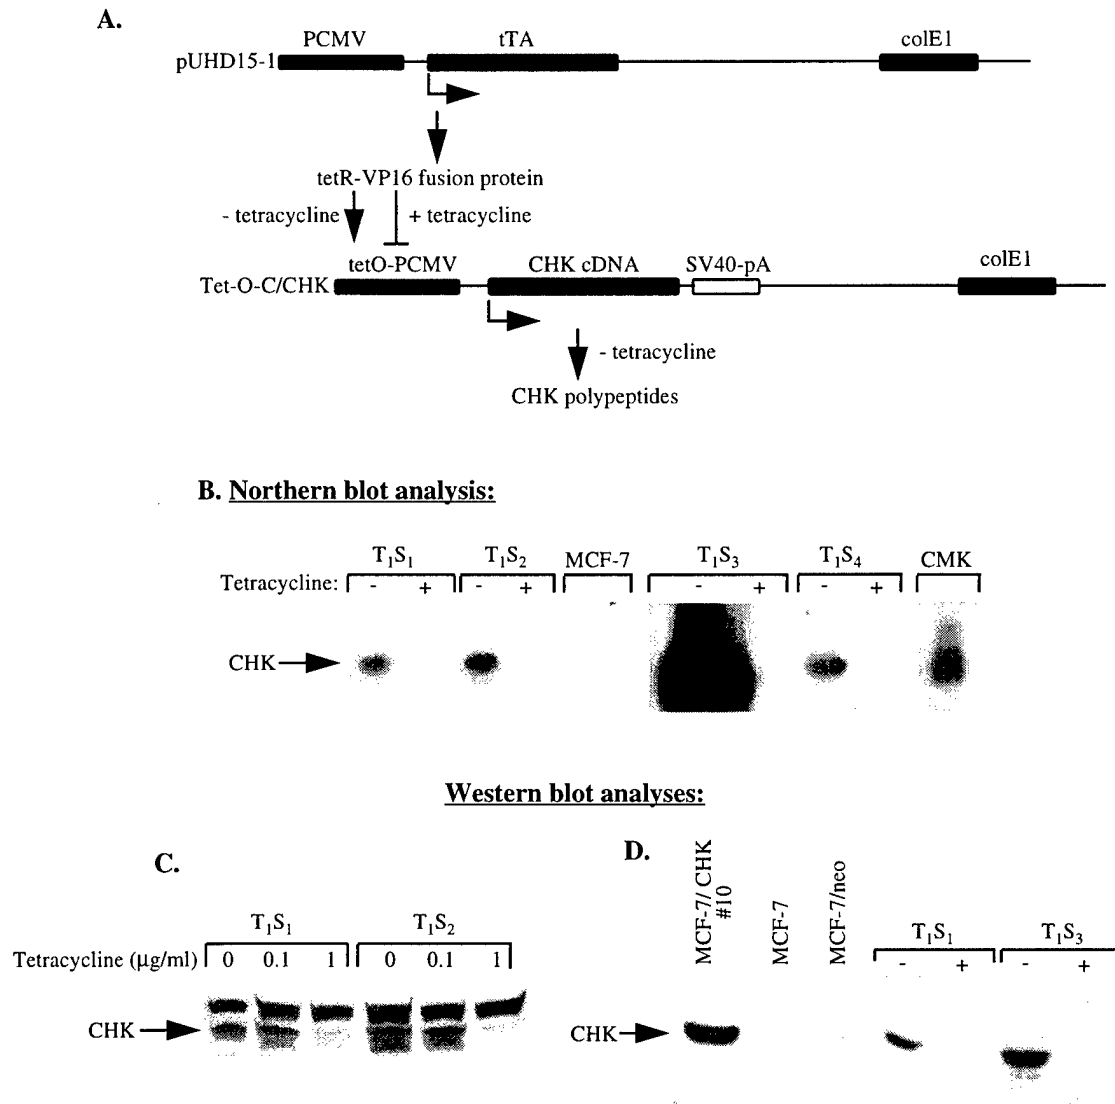 A.
PCMV tTA colE1
pUHD15-1
tetR-VP16 fusion protein
- tetracycline + tetracycline
tetO-PCMV CHK cDNA SV40-pA colE1
Tet-O-C/CHK
- tetracycline
CHK polypeptides
B. Northern blot analysis:
T1S1 T1S2 MCF-7 T1S3 T1S4 CMK
Tetracycline: - + - + - + - +
CHK
Western blot analyses:
C.
T1S1 T1S2
Tetracycline (μg/ml) 0 0.1 1 0 0.1 1
CHK
D.
MCF-7/ CHK
#10
MCF-7
MCF-7/neo
T1S1 T1S3
- + - +
CHK